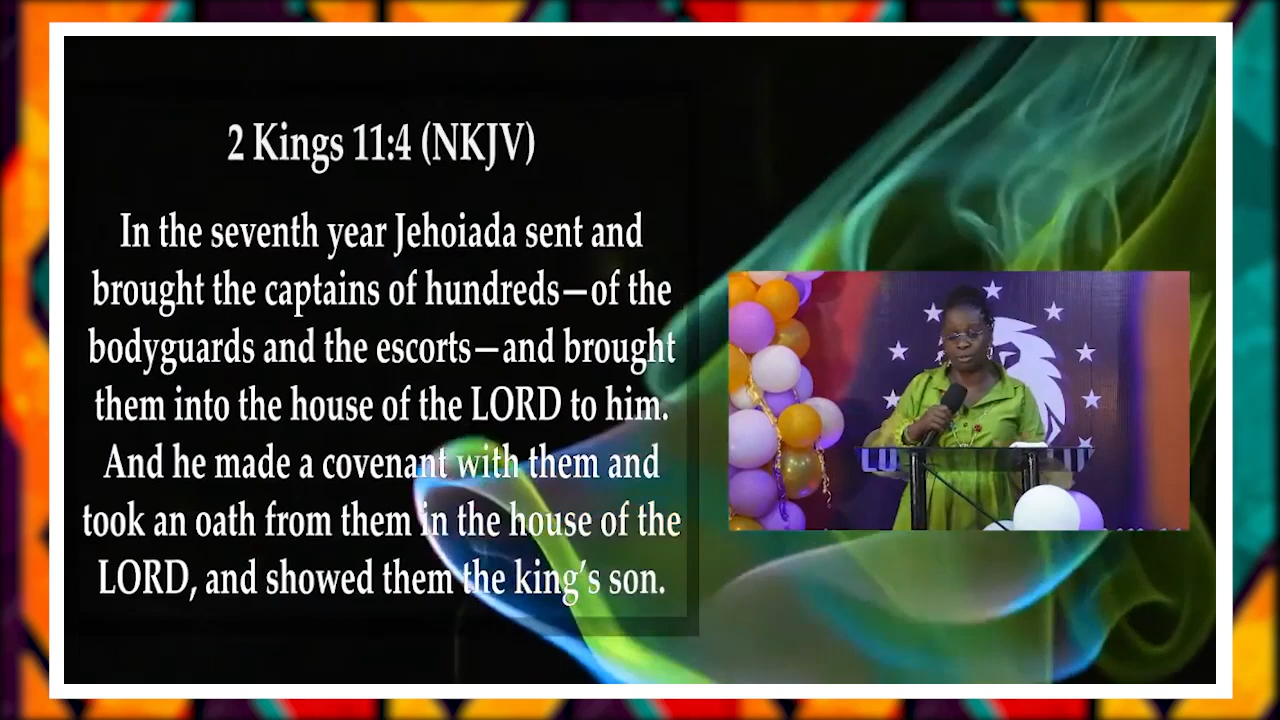 2 Kings 11:4 (NKJV)
In the seventh year Jehoiada sent and
brought the captains of hundreds—of the
bodyguards and the escorts—and brought
them into the house of the LORD to him.
And he made a covenant with them and
took an oath from them in the house of the
LORD, and showed them the king’s son.